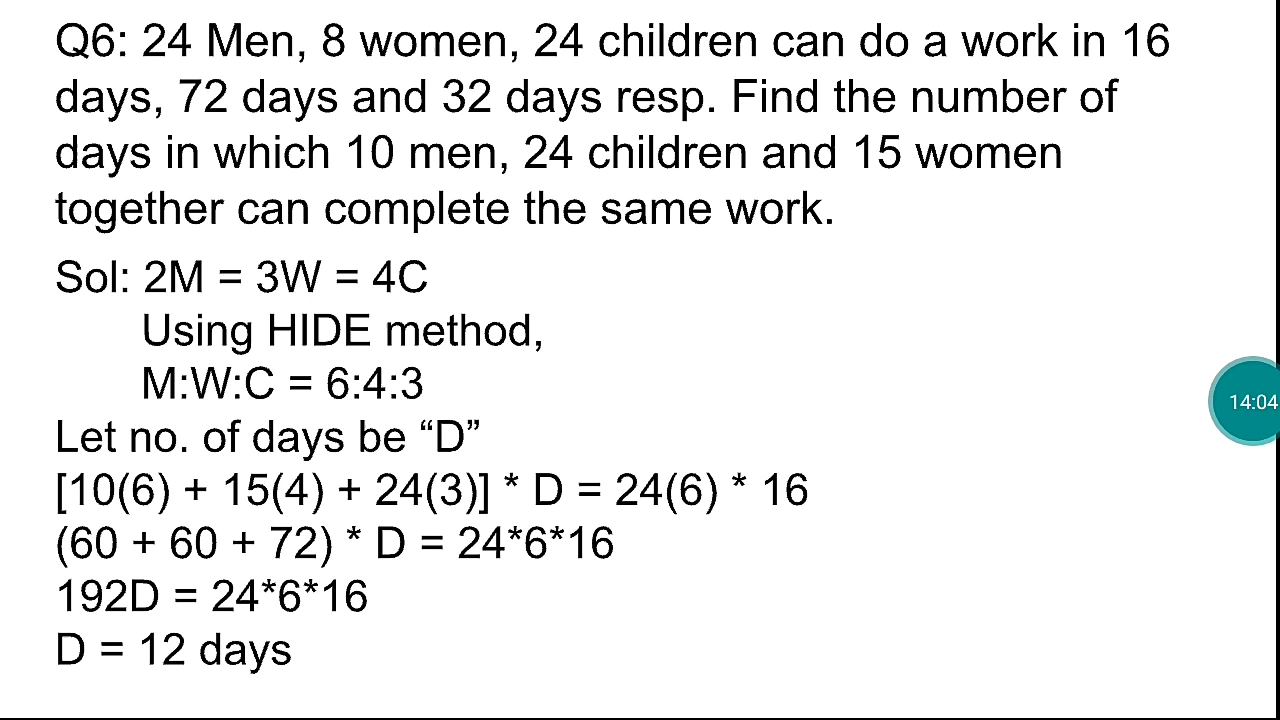 Q6: 24 Men, 8 women, 24 children can do a work in 16
days, 72 days and 32 days resp. Find the number of
days in which 10 men, 24 children and 15 women
together can complete the same work.
Sol: 2M = 3W = 4C
Using HIDE method,
M:W:C = 6:4:3
Let no. of days be “D”
[10(6) + 15(4) + 24(3)] * D = 24(6) * 16
(60 + 60 + 72) * D = 24*6*16
192D = 24*6*16
D = 12 days
14:04